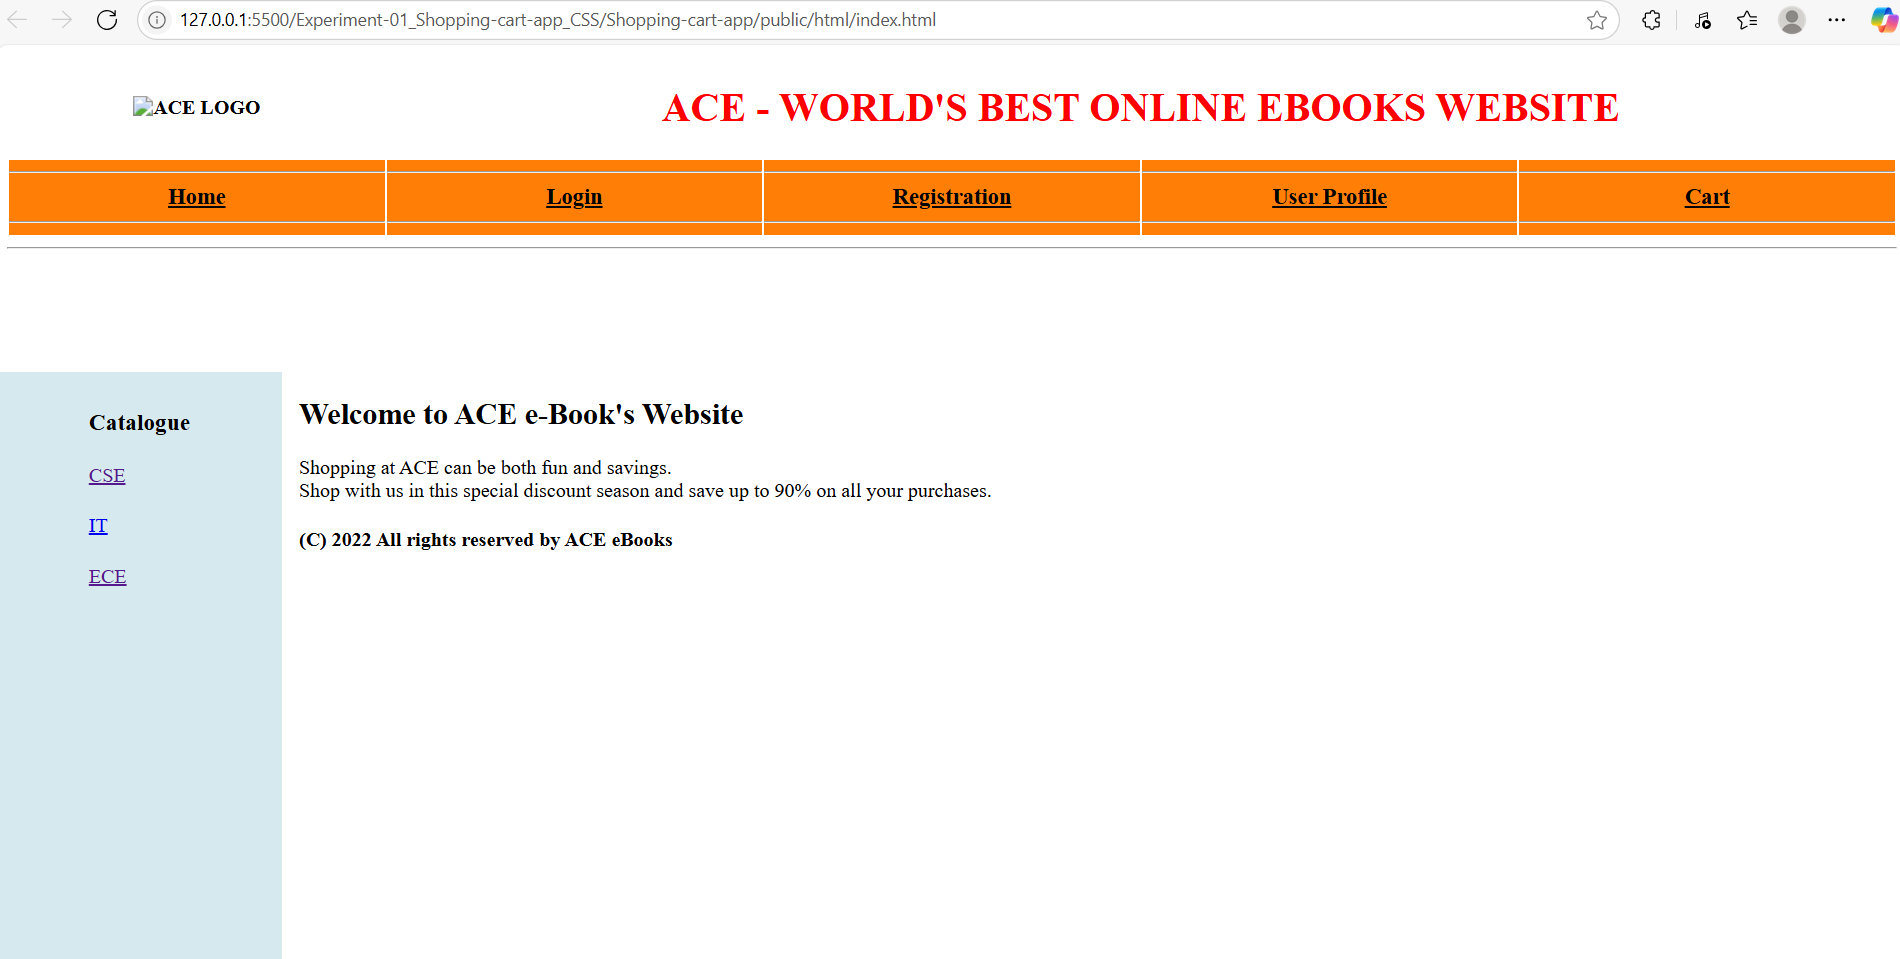 127.0.0.1:5500/Experiment-01_Shopping-cart-app_CSS/Shopping-cart-app/public/html/index.html
ACE LOGO
ACE - WORLD'S BEST ONLINE EBOOKS WEBSITE
Home Login Registration User Profile Cart
Catalogue
CSE
IT
ECE
Welcome to ACE e-Book's Website
Shopping at ACE can be both fun and savings.
Shop with us in this special discount season and save up to 90% on all your purchases.
(C) 2022 All rights reserved by ACE eBooks